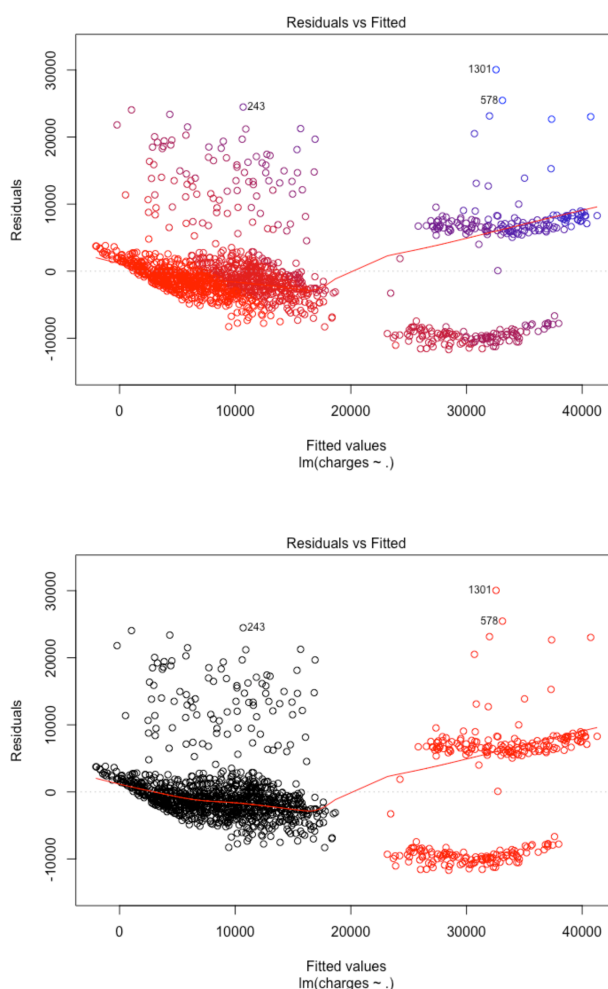 Residuals vs Fitted
30000
20000
10000
0
-10000
Residuals
1301
578
243
0 10000 20000 30000 40000
Fitted values
lm(charges ~ .)
Residuals vs Fitted
30000
20000
10000
0
-10000
Residuals
1301
578
243
0 10000 20000 30000 40000
Fitted values
lm(charges ~ .)